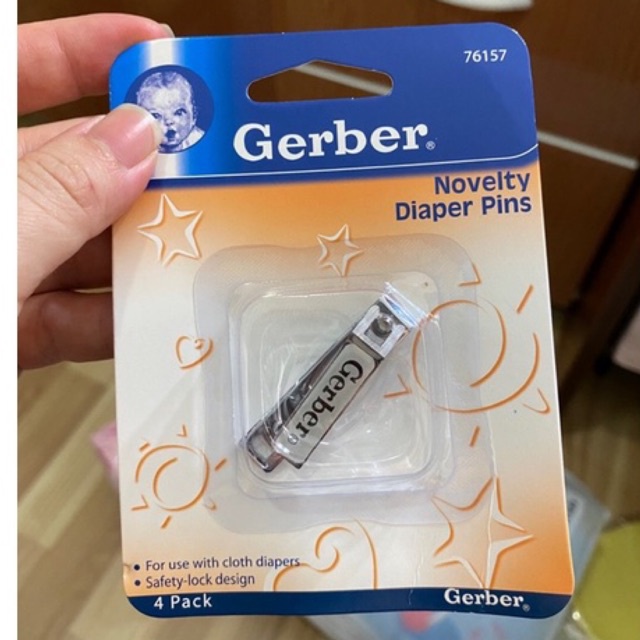 76157
Gerber®
Novelty
Diaper Pins
Gerber®
• For use with cloth diapers
• Safety-lock design
4 Pack
Gerber®